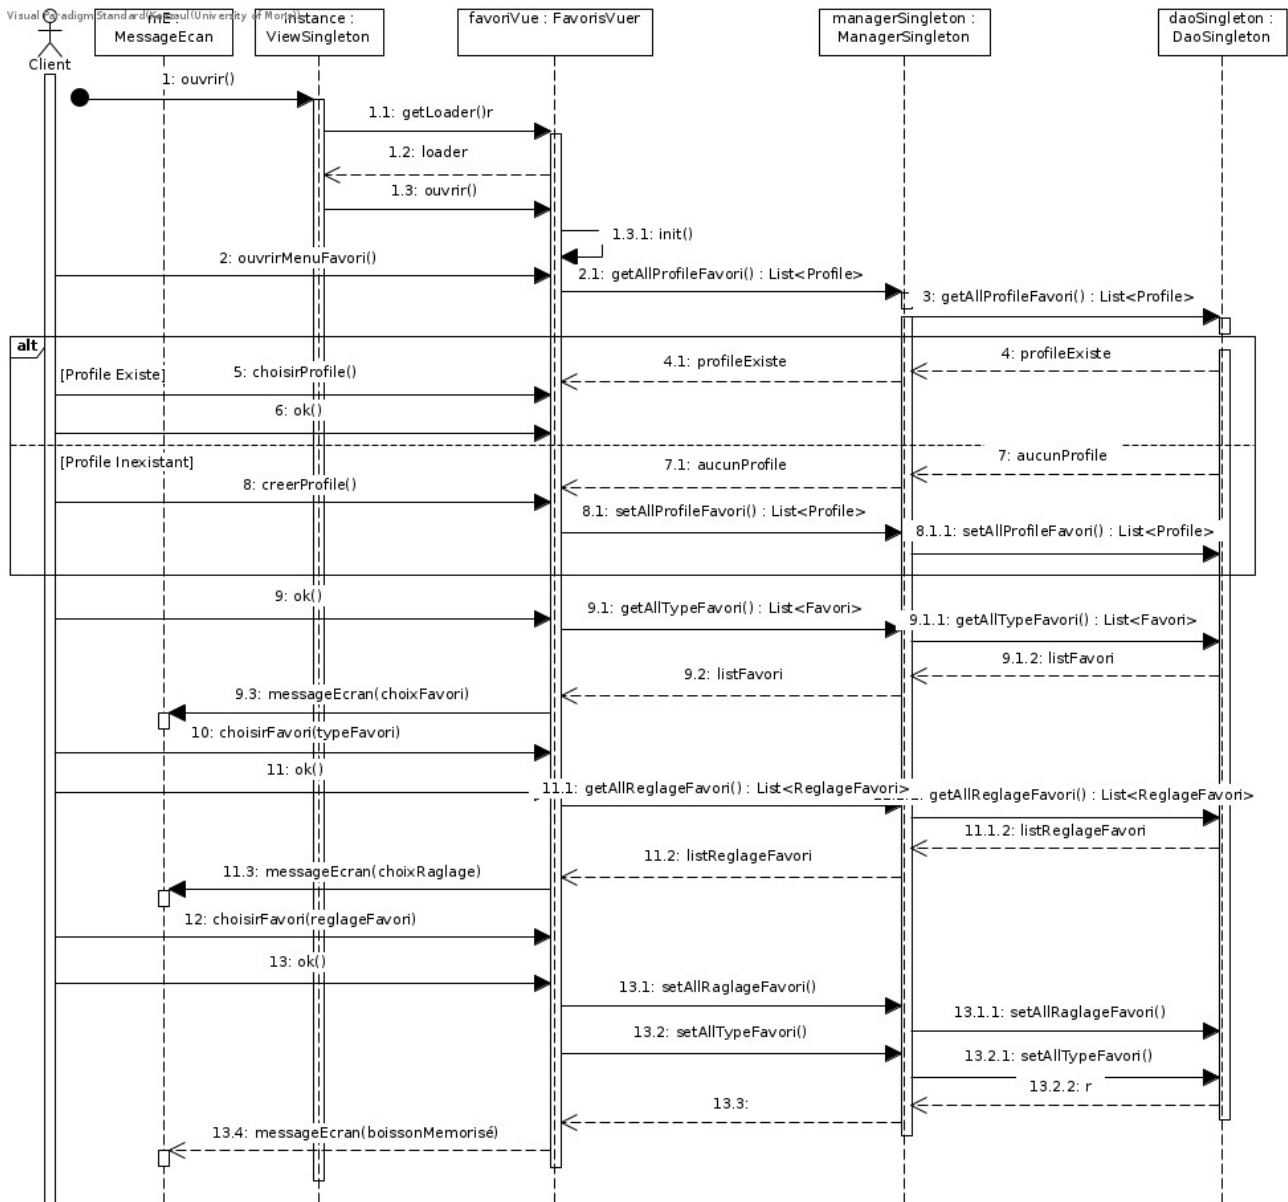 Visual Paradigm Standard
mE :
MessageEcan
Instance :
ViewSingleton
favoriVue : FavorisVuer
managerSingleton :
ManagerSingleton
daoSingleton :
DaoSingleton
Client
1: ouvrir()
1.1: getLoader()r
1.2: loader
1.3: ouvrir()
1.3.1: init()
2: ouvrirMenuFavori()
2.1: getAllProfileFavori() : List<Profile>
3: getAllProfileFavori() : List<Profile>
alt
4: profileExiste
4.1: profileExiste
[Profile Existe]
5: choisirProfile()
6: ok()
[Profile Inexistant]
7: aucunProfile
7.1: aucunProfile
8: creerProfile()
8.1: setAllProfileFavori() : List<Profile>
8.1.1: setAllProfileFavori() : List<Profile>
9: ok()
9.1: getAllTypeFavori() : List<Favori>
9.1.1: getAllTypeFavori() : List<Favori>
9.1.2: listFavori
9.2: listFavori
9.3: messageEcran(choixFavori)
10: choisirFavori(typeFavori)
11: ok()
11.1: getAllReglageFavori() : List<ReglageFavori>
getAllReglageFavori() : List<ReglageFavori>
11.1.2: listReglageFavori
11.2: listReglageFavori
11.3: messageEcran(choixRaglage)
12: choisirFavori(reglageFavori)
13: ok()
13.1: setAllRaglageFavori()
13.1.1: setAllRaglageFavori()
13.2: setAllTypeFavori()
13.2.1: setAllTypeFavori()
13.2.2: r
13.3:
13.4: messageEcran(boissonMemorisé)